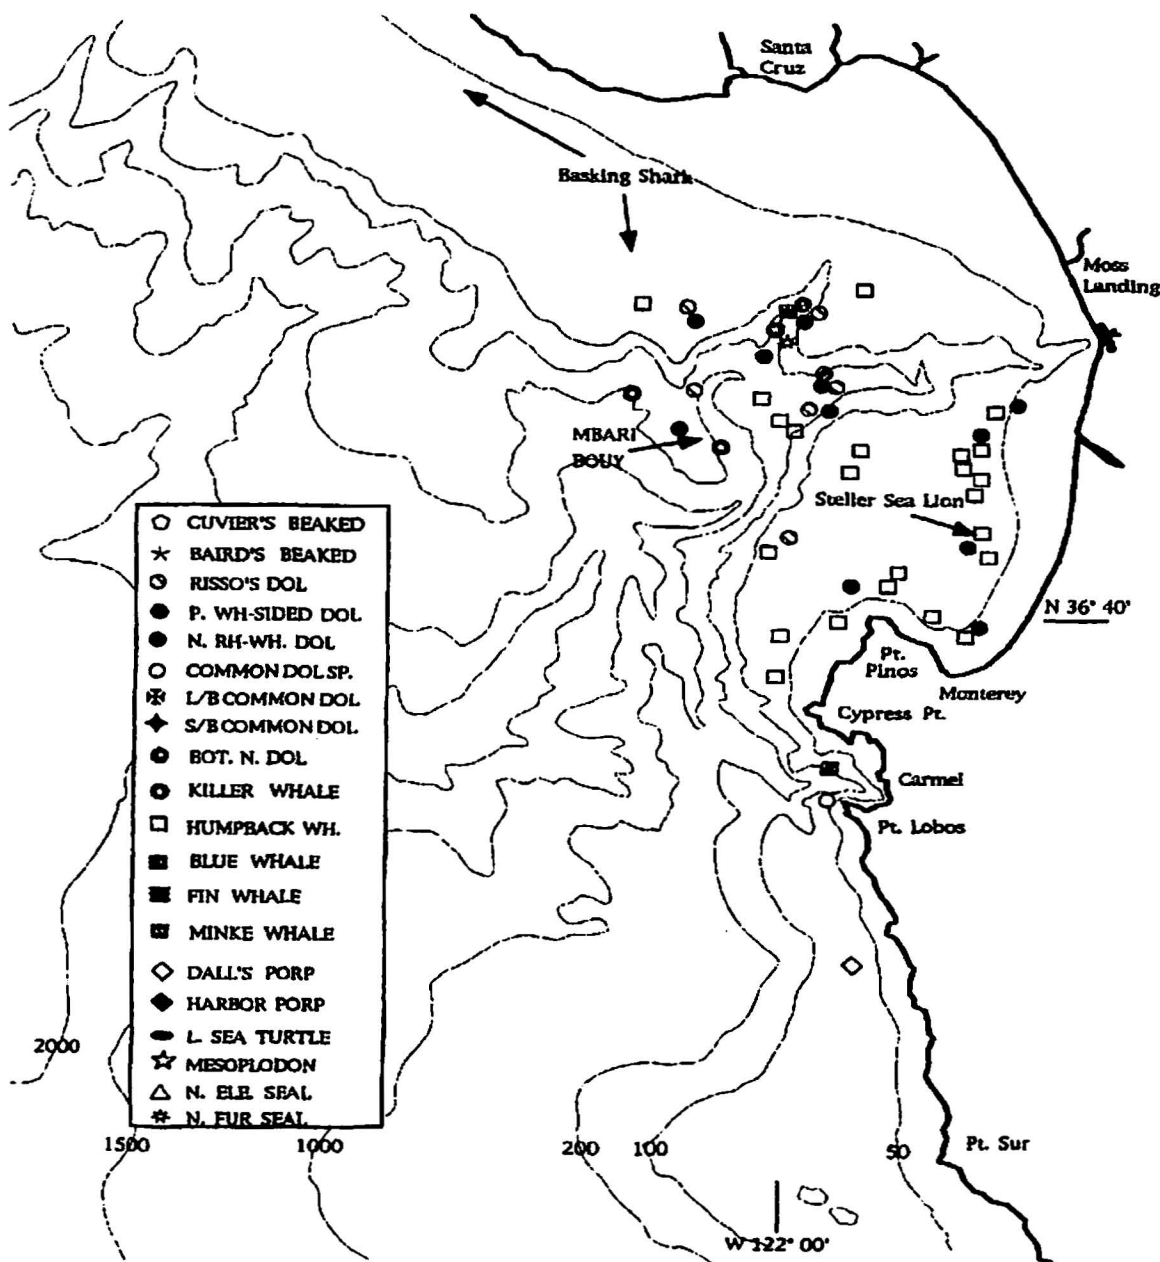 Santa
Cruz
Basking Shark
Moss
Landing
MBARI
BOUY
Steller Sea Lion
N 36° 40'
Pt.
Pinos
Monterey
Cypress Pt.
Carmel
Pt. Lobos
CUVIER'S BEAKED
BAIRD'S BEAKED
RISSO'S DOL
P. WH-SIDED DOL
N. RH-WH. DOL
COMMON DOL SP.
L/B COMMON DOL
S/B COMMON DOL
BOT. N. DOL
KILLER WHALE
HUMPBACK WH.
BLUE WHALE
FIN WHALE
MINKE WHALE
DALL'S PORP
HARBOR PORP
L. SEA TURTLE
MESOPLODON
N. ELE. SEAL
N. FUR SEAL
2000
1500
1000
200
100
50
Pt. Sur
W 122° 00'